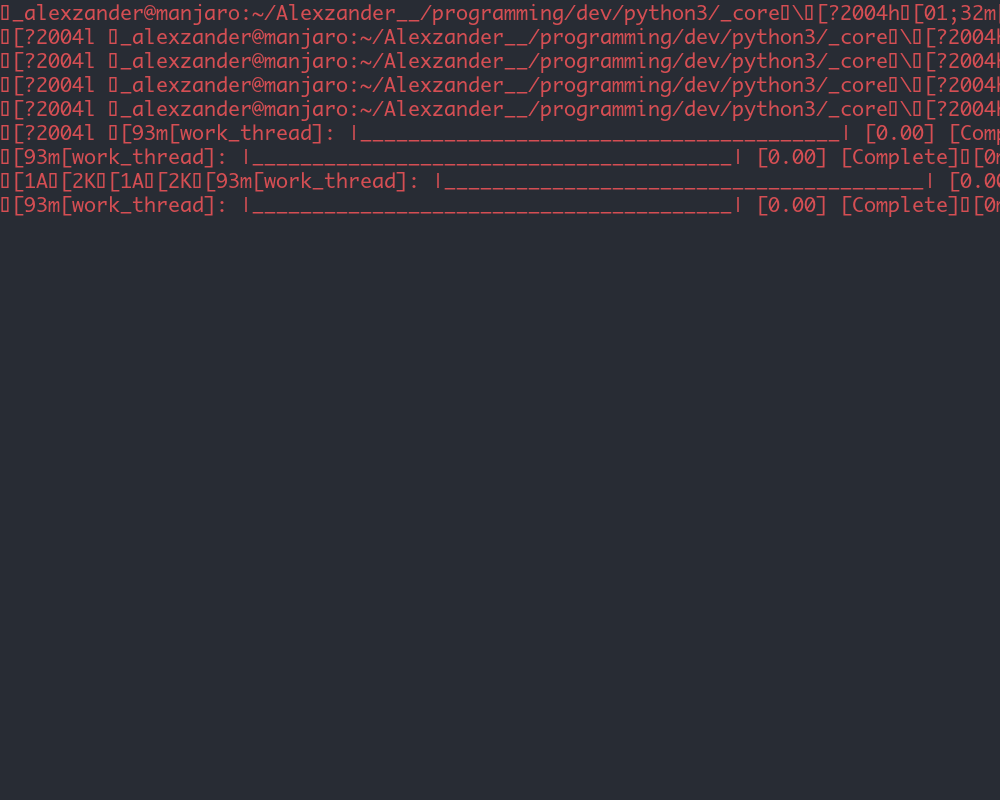 ▯_alexzander@manjaro:~/Alexzander__/programming/dev/python3/_core▯\▯[?2004h▯[01;32m[
▯[?2004l ▯_alexzander@manjaro:~/Alexzander__/programming/dev/python3/_core▯\▯[?2004h
▯[?2004l ▯_alexzander@manjaro:~/Alexzander__/programming/dev/python3/_core▯\▯[?2004h
▯[?2004l ▯_alexzander@manjaro:~/Alexzander__/programming/dev/python3/_core▯\▯[?2004h
▯[?2004l ▯_alexzander@manjaro:~/Alexzander__/programming/dev/python3/_core▯\▯[?2004h
▯[?2004l ▯[93m[work_thread]: |________________________________________| [0.00] [Comp
▯[93m[work_thread]: |________________________________________| [0.00] [Complete]▯[0m
▯[1A▯[2K▯[1A▯[2K▯[93m[work_thread]: |________________________________________| [0.00
▯[93m[work_thread]: |________________________________________| [0.00] [Complete]▯[0m